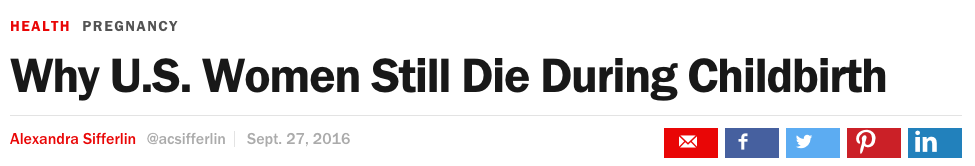 HEALTH PREGNANCY
Why U.S. Women Still Die During Childbirth
Alexandra Sifferlin @acsifferlin Sept. 27, 2016